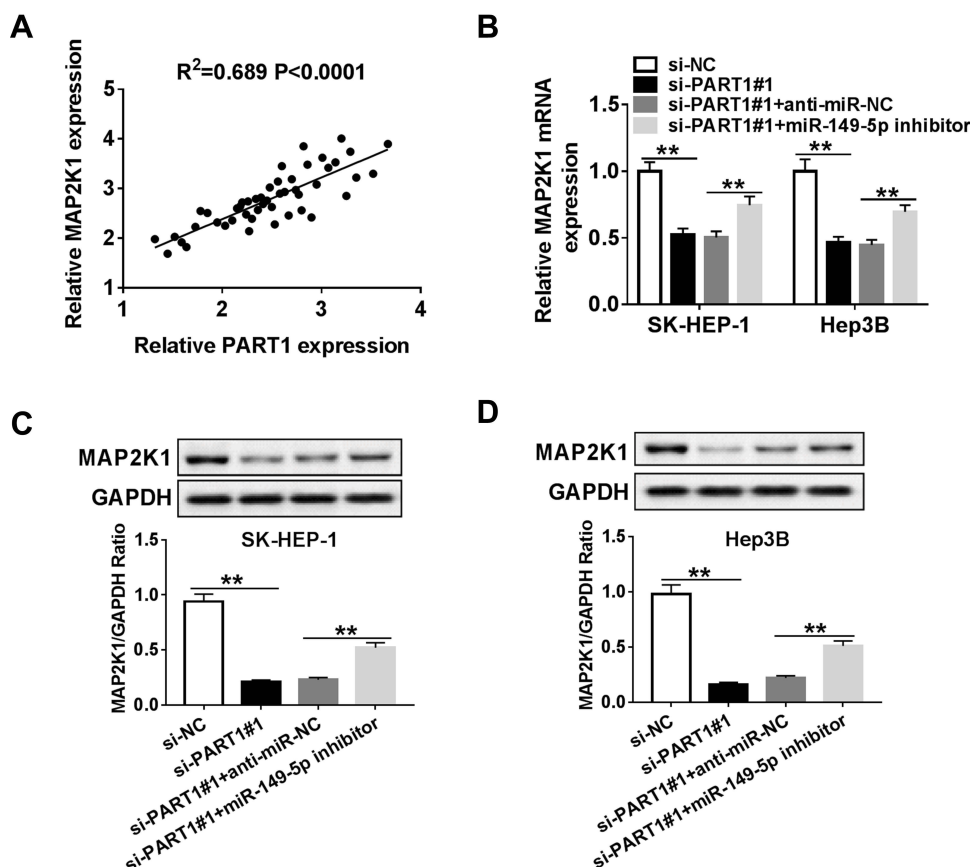 A
R²=0.689 P<0.0001
Relative MAP2K1 expression
5
4
3
2
1
1
2
3
4
Relative PART1 expression
B
si-NC
si-PART1#1
si-PART1#1+anti-miR-NC
si-PART1#1+miR-149-5p inhibitor
Relative MAP2K1 mRNA
expression
1.5
1.0
0.5
0.0
**
**
**
**
SK-HEP-1
Hep3B
C
MAP2K1
GAPDH
SK-HEP-1
MAP2K1/GAPDH Ratio
1.5
1.0
0.5
0.0
**
**
si-NC
si-PART1#1
si-PART1#1+anti-miR-NC
si-PART1#1+miR-149-5p inhibitor
D
MAP2K1
GAPDH
Hep3B
MAP2K1/GAPDH Ratio
1.5
1.0
0.5
0.0
**
**
si-NC
si-PART1#1
si-PART1#1+anti-miR-NC
si-PART1#1+miR-149-5p inhibitor